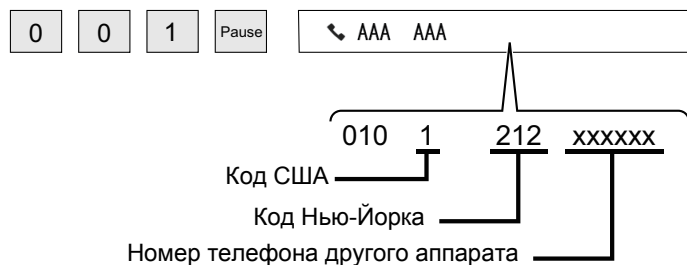 0 0 1 Pause AAA AAA
010 1 212 xxxxxx
Код США
Код Нью-Йорка
Номер телефона другого аппарата